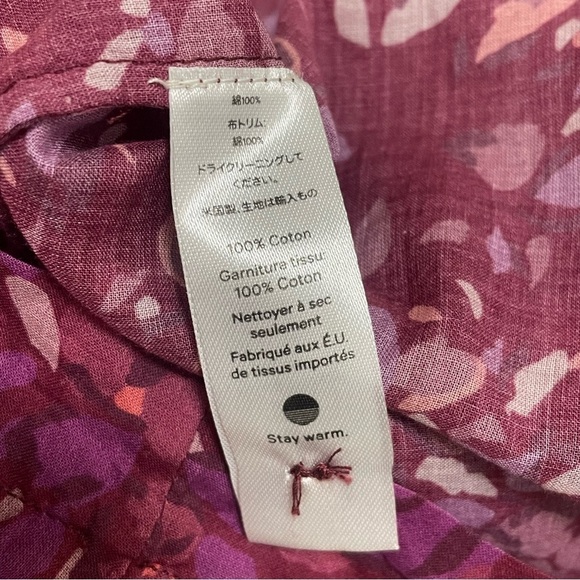 綿100%
布トリム:
綿100%
ドライクリーニングして
ください。
米国製、生地は輸入もの
100% Coton
Garniture tissu:
100% Coton
Nettoyer à sec
seulement
Fabriqué aux É.U.
de tissus importés
Stay warm.